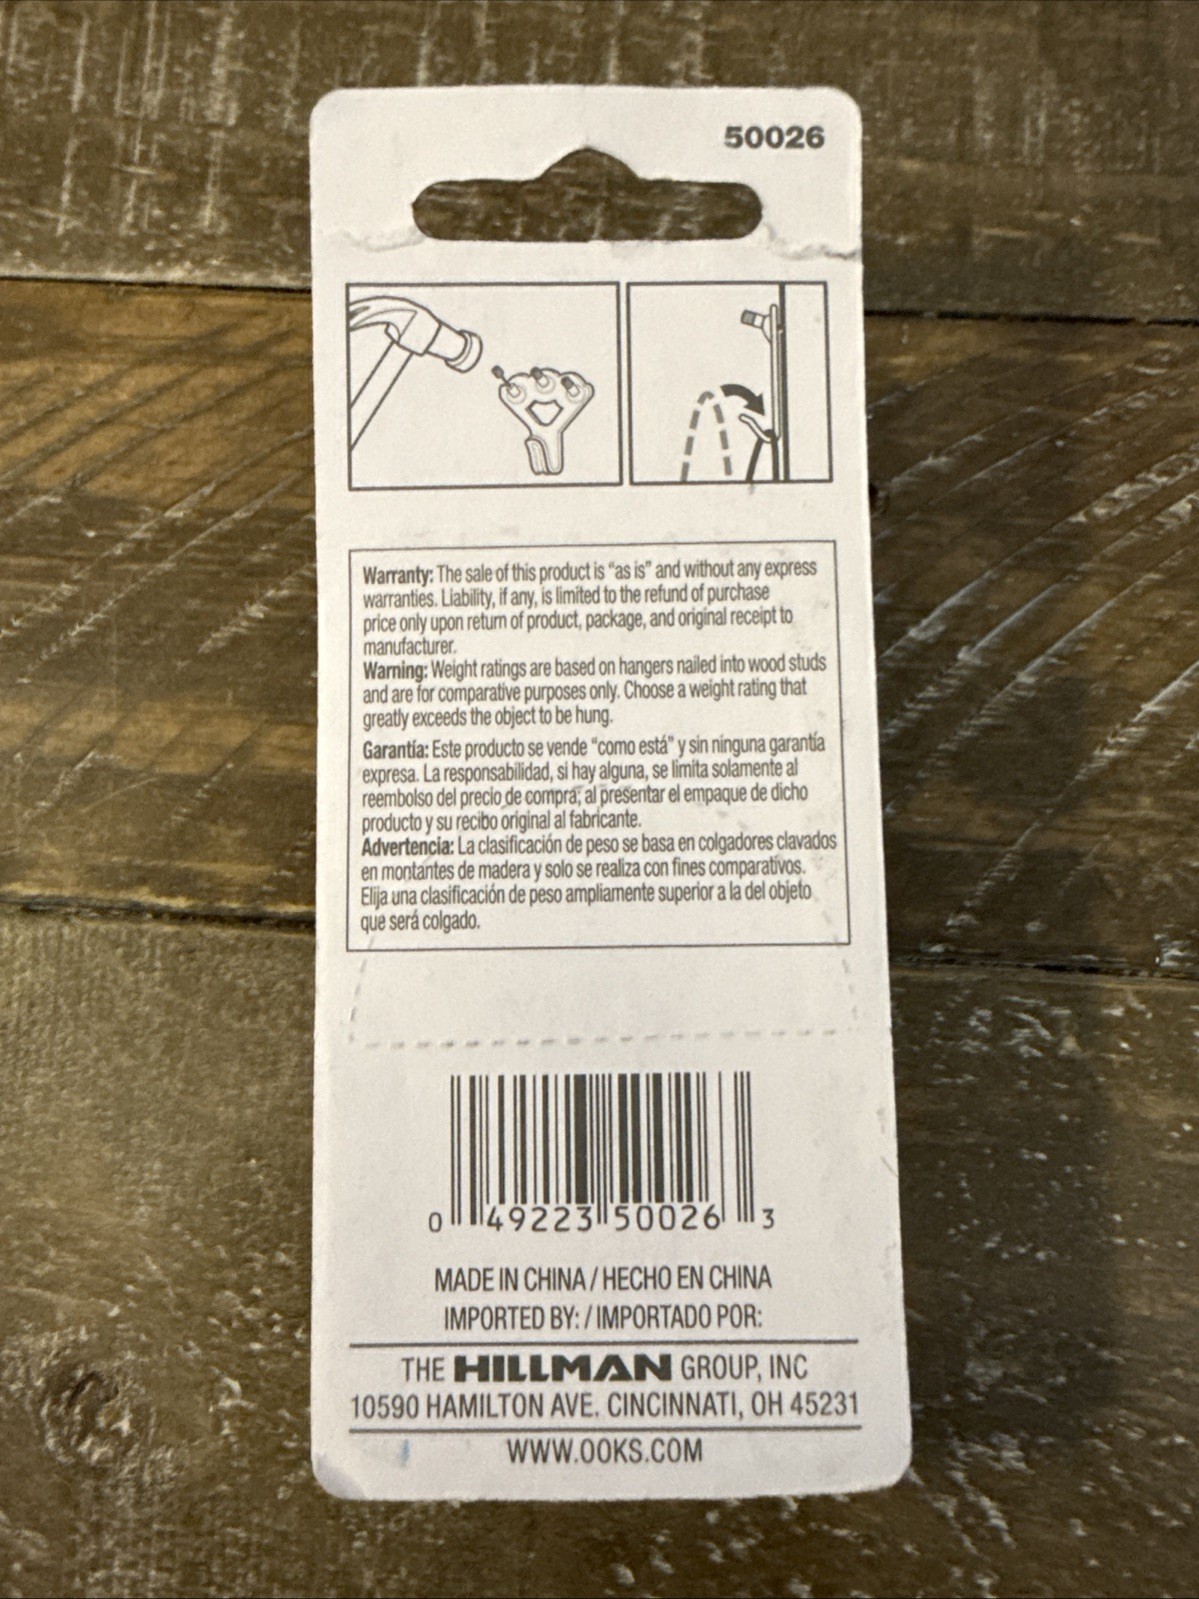 50026
Warranty: The sale of this product is “as is” and without any express
warranties. Liability, if any, is limited to the refund of purchase
price only upon return of product, package, and original receipt to
manufacturer.
Warning: Weight ratings are based on hangers nailed into wood studs
and are for comparative purposes only. Choose a weight rating that
greatly exceeds the object to be hung.
Garantía: Este producto se vende “como está” y sin ninguna garantía
expresa. La responsabilidad, si hay alguna, se limita solamente al
reembolso del precio de compra; al presentar el empaque de dicho
producto y su recibo original al fabricante.
Advertencia: La clasificación de peso se basa en colgadores clavados
en montantes de madera y solo se realiza con fines comparativos.
Elija una clasificación de peso ampliamente superior a la del objeto
que será colgado.
0 49223 50026 3
MADE IN CHINA / HECHO EN CHINA
IMPORTED BY: / IMPORTADO POR:
THE HILLMAN GROUP, INC
10590 HAMILTON AVE. CINCINNATI, OH 45231
WWW.OOKS.COM